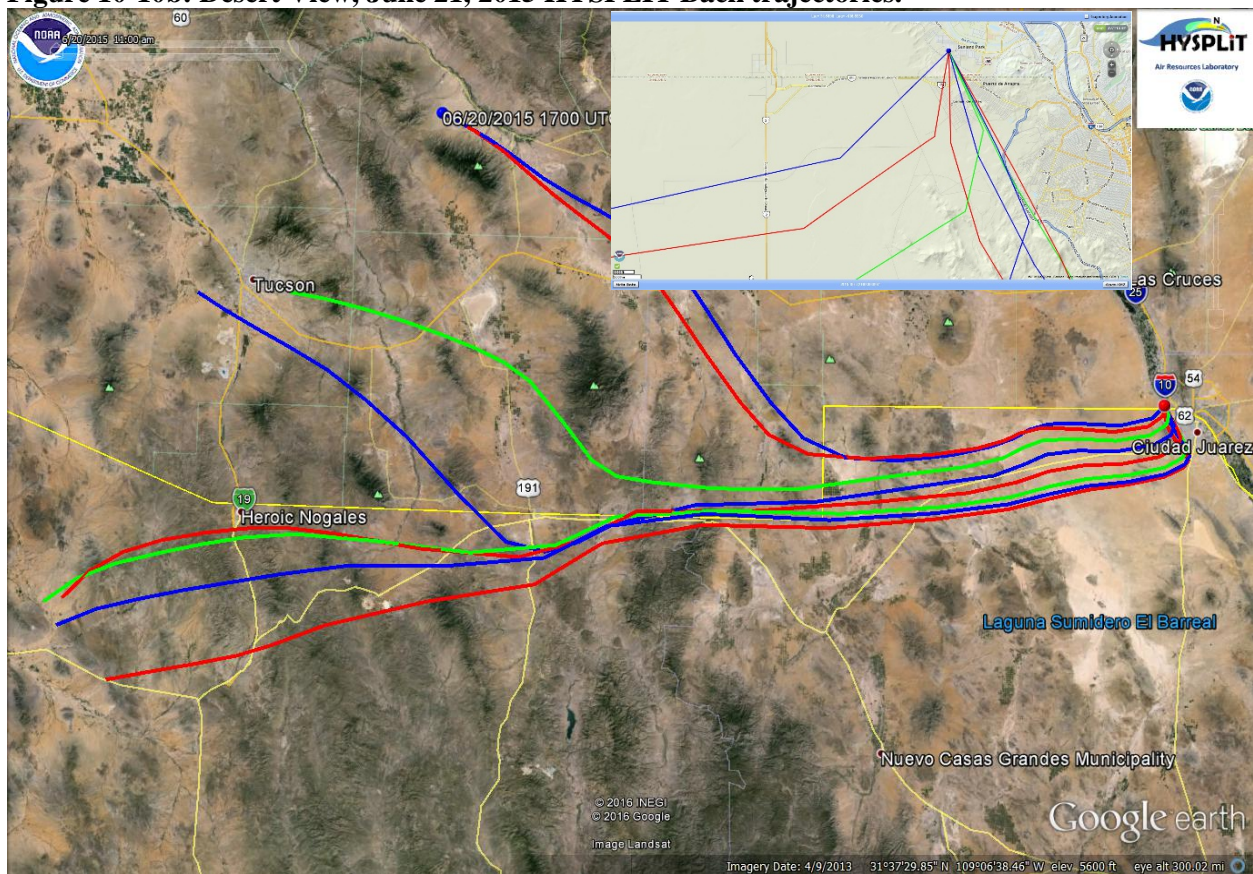 Figure 10-10b: Desert View, June 21, 2015 HYSPLIT Back trajectories.
NOAA
6/20/2015 11:00 am
60
Sunland Park
N
HYSPLiT
Air Resources Laboratory
06/20/2015 1700 UTC
Tucson
Las Cruces
25
10
54
62
Ciudad Juarez
191
19
Heroic Nogales
Laguna Sumidero El Barreal
Nuevo Casas Grandes Municipality
© 2016 INEGI
© 2016 Google
Image Landsat
Google earth
Imagery Date: 4/9/2013 31°37'29.85" N 109°06'38.46" W elev 5600 ft eye alt 300.02 mi